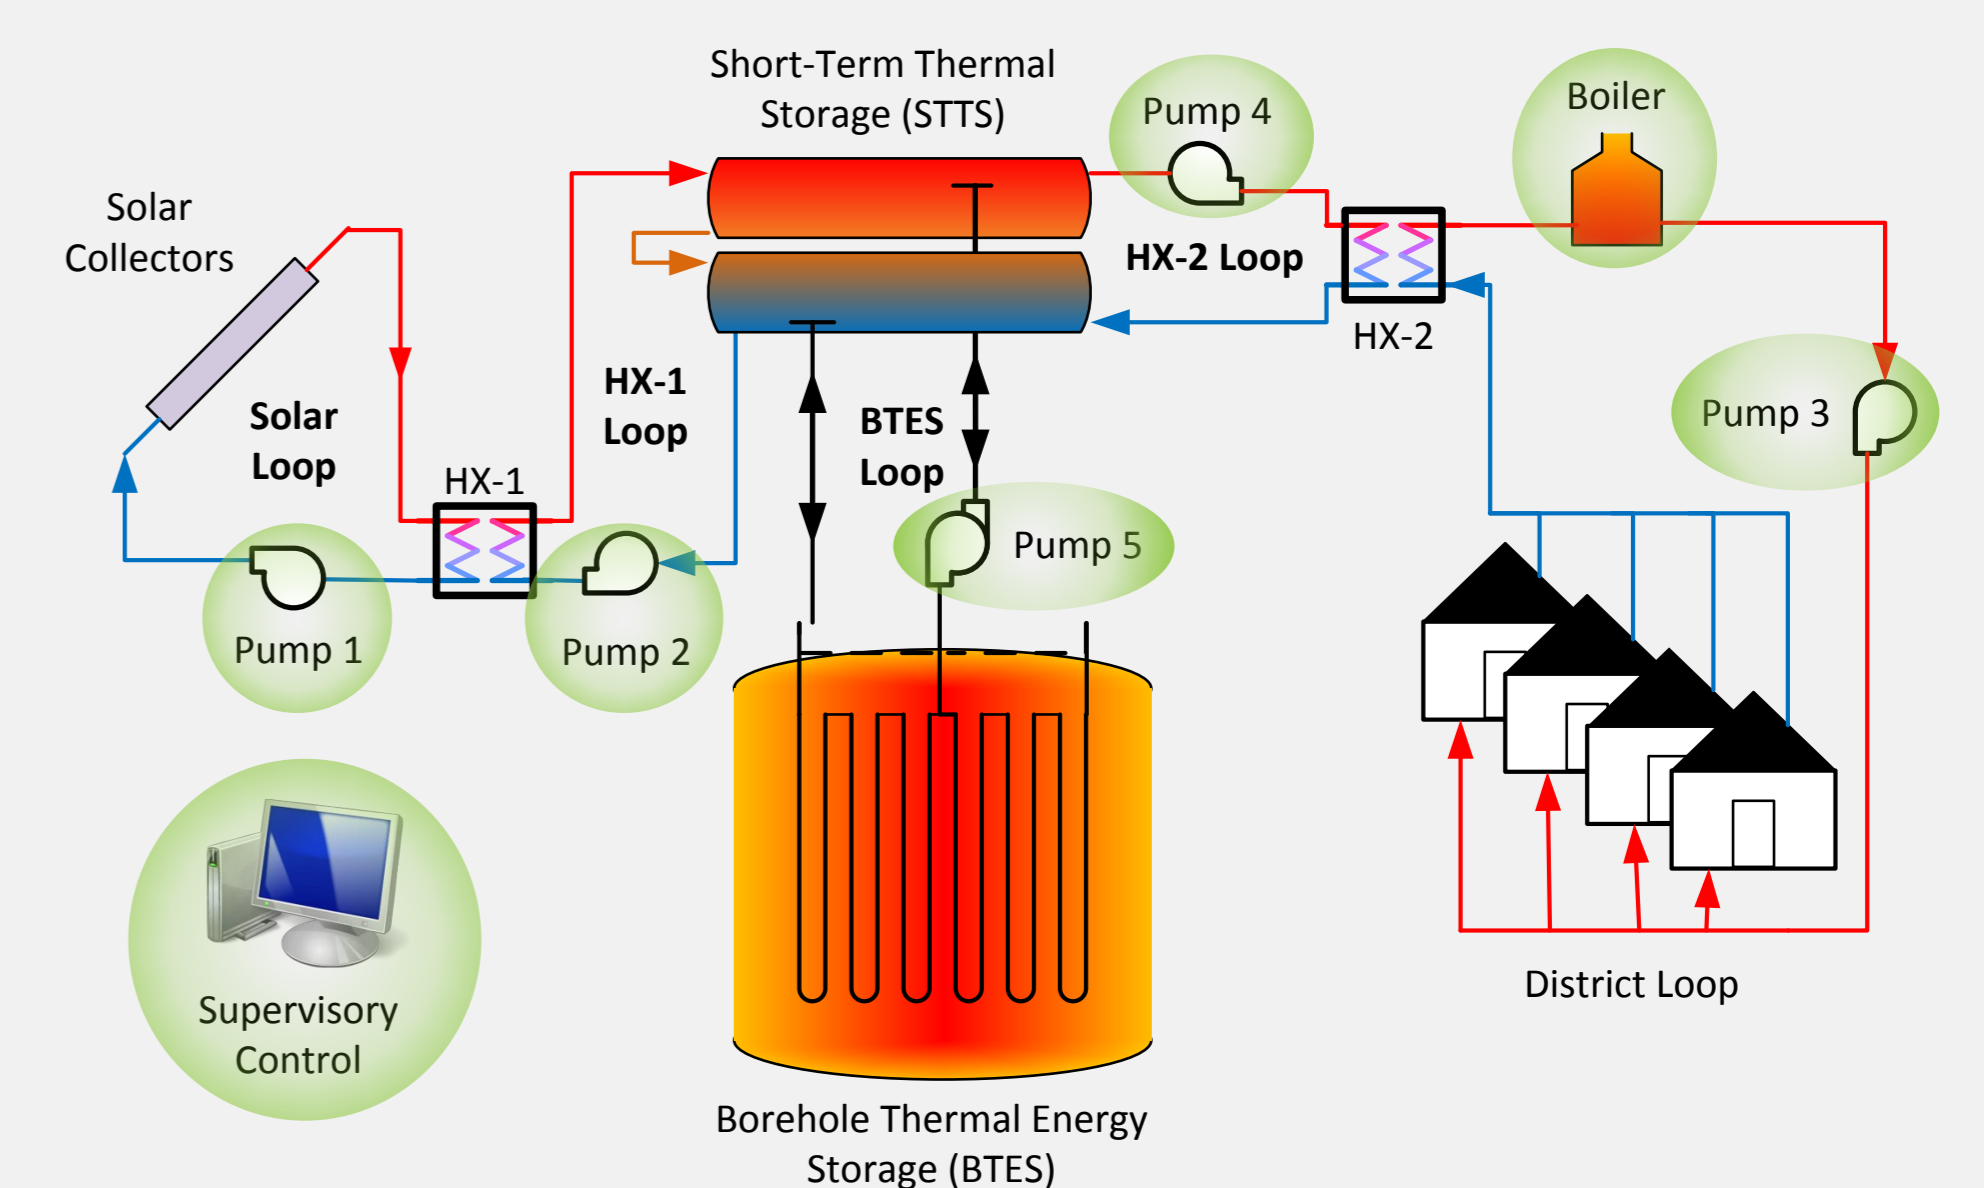 Short-Term Thermal
Storage (STTS)
Pump 4
Boiler
Solar
Collectors
HX-2 Loop
HX-2
HX-1
Loop
BTES
Loop
Solar
Loop
Pump 3
HX-1
Pump 5
Pump 1
Pump 2
District Loop
Supervisory
Control
Borehole Thermal Energy
Storage (BTES)